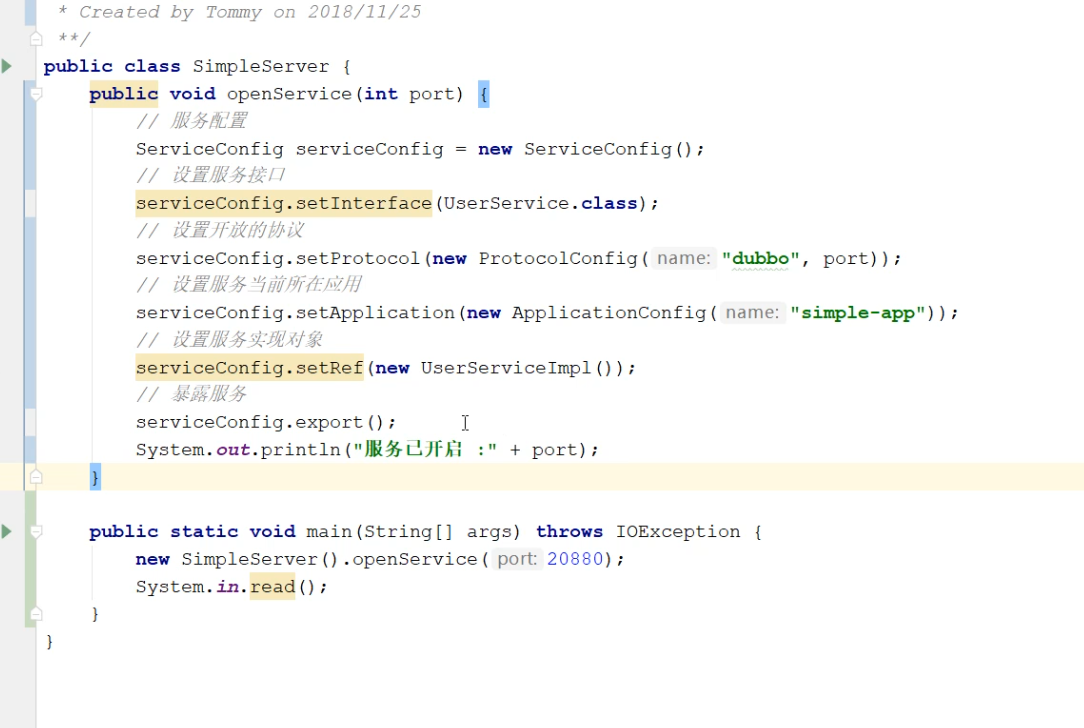 * Created by Tommy on 2018/11/25
**/
public class SimpleServer {
public void openService(int port) {
// 服务配置
ServiceConfig serviceConfig = new ServiceConfig();
// 设置服务接口
serviceConfig.setInterface(UserService.class);
// 设置开放的协议
serviceConfig.setProtocol(new ProtocolConfig( name: "dubbo", port));
// 设置服务当前所在应用
serviceConfig.setApplication(new ApplicationConfig( name: "simple-app"));
// 设置服务实现对象
serviceConfig.setRef(new UserServiceImpl());
// 暴露服务
serviceConfig.export();
System.out.println("服务已开启 :" + port);
}
public static void main(String[] args) throws IOException {
new SimpleServer().openService( port: 20880);
System.in.read();
}
}